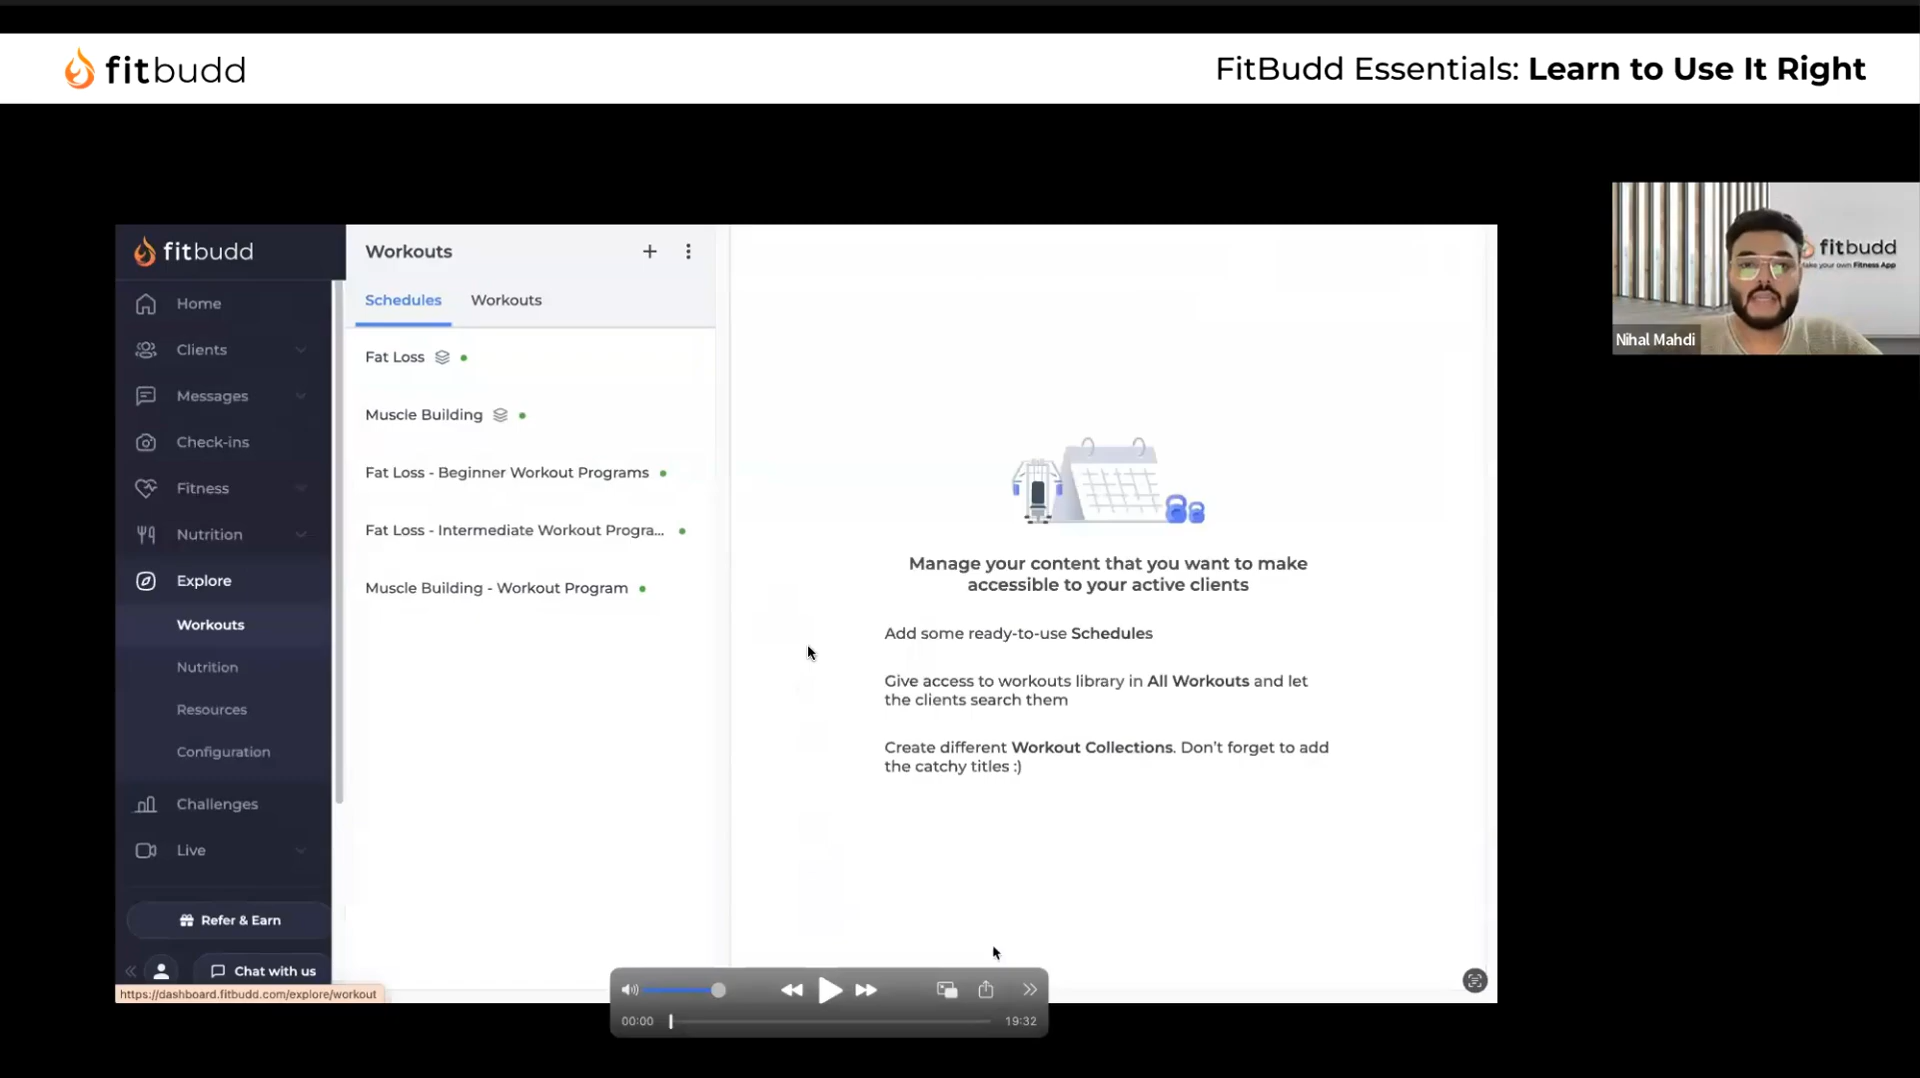 fitbudd
FitBudd Essentials: Learn to Use It Right
fitbudd
Home
Clients
Messages
Check-ins
Fitness
Nutrition
Explore
Workouts
Nutrition
Resources
Configuration
Challenges
Live
Refer & Earn
Chat with us
https://dashboard.fitbudd.com/explore/workout
Workouts
Schedules
Workouts
Fat Loss
Muscle Building
Fat Loss - Beginner Workout Programs
Fat Loss - Intermediate Workout Progra...
Muscle Building - Workout Program
Manage your content that you want to make
accessible to your active clients
Add some ready-to-use Schedules
Give access to workouts library in All Workouts and let
the clients search them
Create different Workout Collections. Don't forget to add
the catchy titles :)
00:00
19:32
fitbudd
ake your own Fitness App
Nihal Mahdi